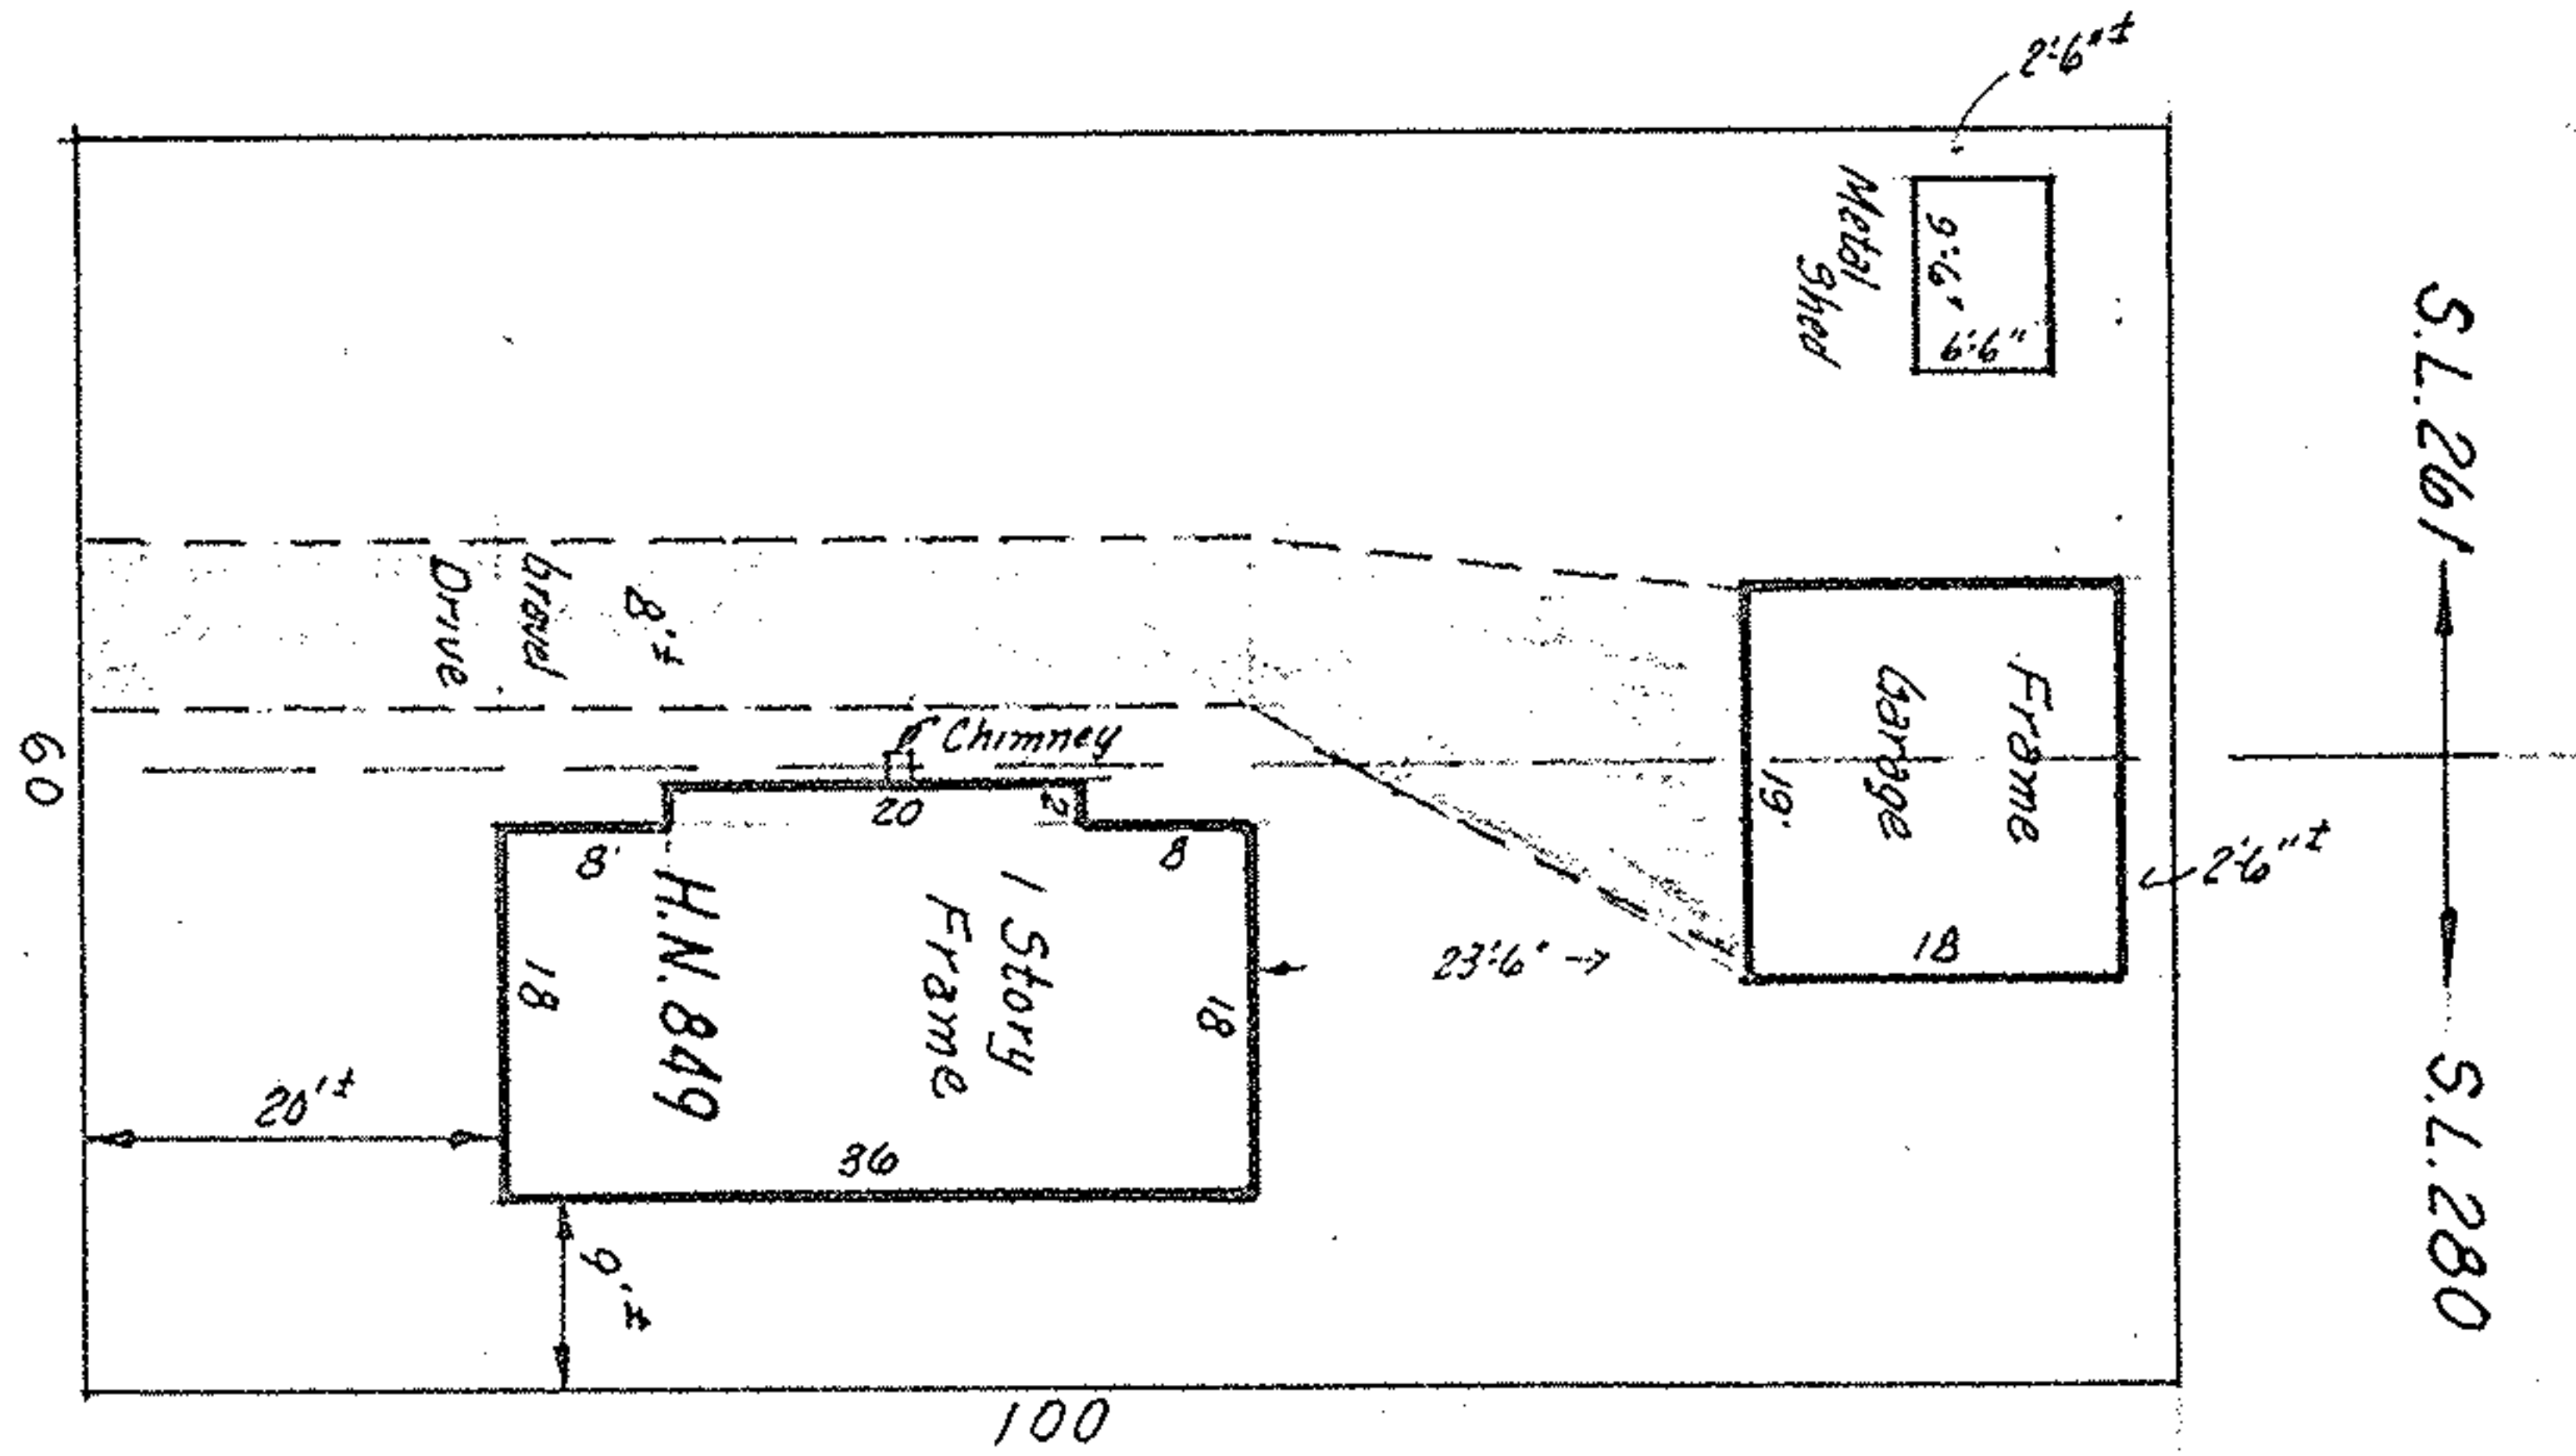 2'-6"±
Metal
Shed
9'-6'
6'-6"
S.L. 261
8'±
Gravel
Drive
Chimney
60
20
2
8'
8
Frame
Garage
19'
18
2'-6"±
H.N. 849
1 Story
Frame
18
18
23'-6"
36
20'±
9'±
S.L. 280
100